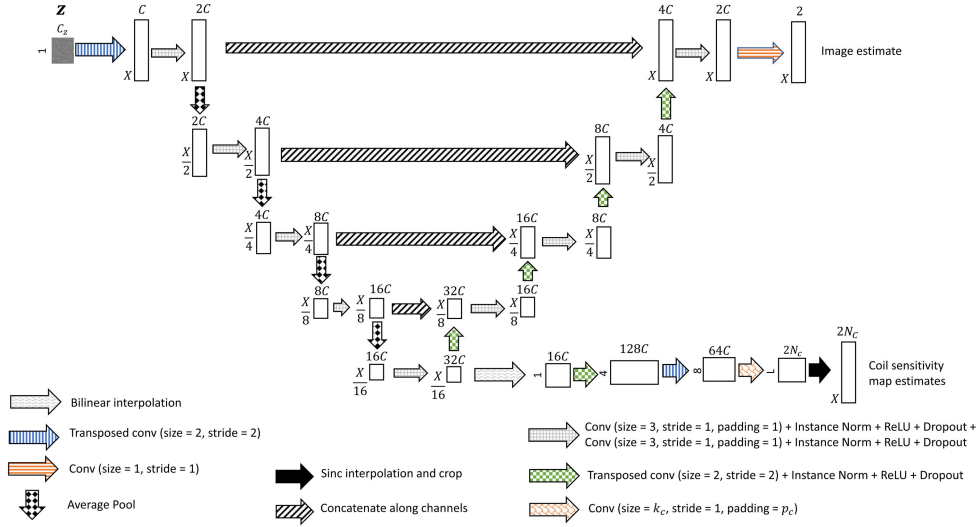 Z
C_z
1
C
X
2C
X
4C
X
2C
X
2
X
Image estimate
2C
X/2
4C
X/2
8C
X/2
4C
X/2
4C
X/4
8C
X/4
16C
X/4
8C
X/4
8C
X/8
16C
X/8
32C
X/8
16C
X/8
16C
X/16
32C
X/16
16C
1
128C
4
64C
8
2N_c
L
2N_C
X
Coil sensitivity
map estimates
Bilinear interpolation
Transposed conv (size = 2, stride = 2)
Conv (size = 1, stride = 1)
Average Pool
Sinc interpolation and crop
Concatenate along channels
Conv (size = 3, stride = 1, padding = 1) + Instance Norm + ReLU + Dropout +
Conv (size = 3, stride = 1, padding = 1) + Instance Norm + ReLU + Dropout
Transposed conv (size = 2, stride = 2) + Instance Norm + ReLU + Dropout
Conv (size = k_c, stride = 1, padding = p_c)